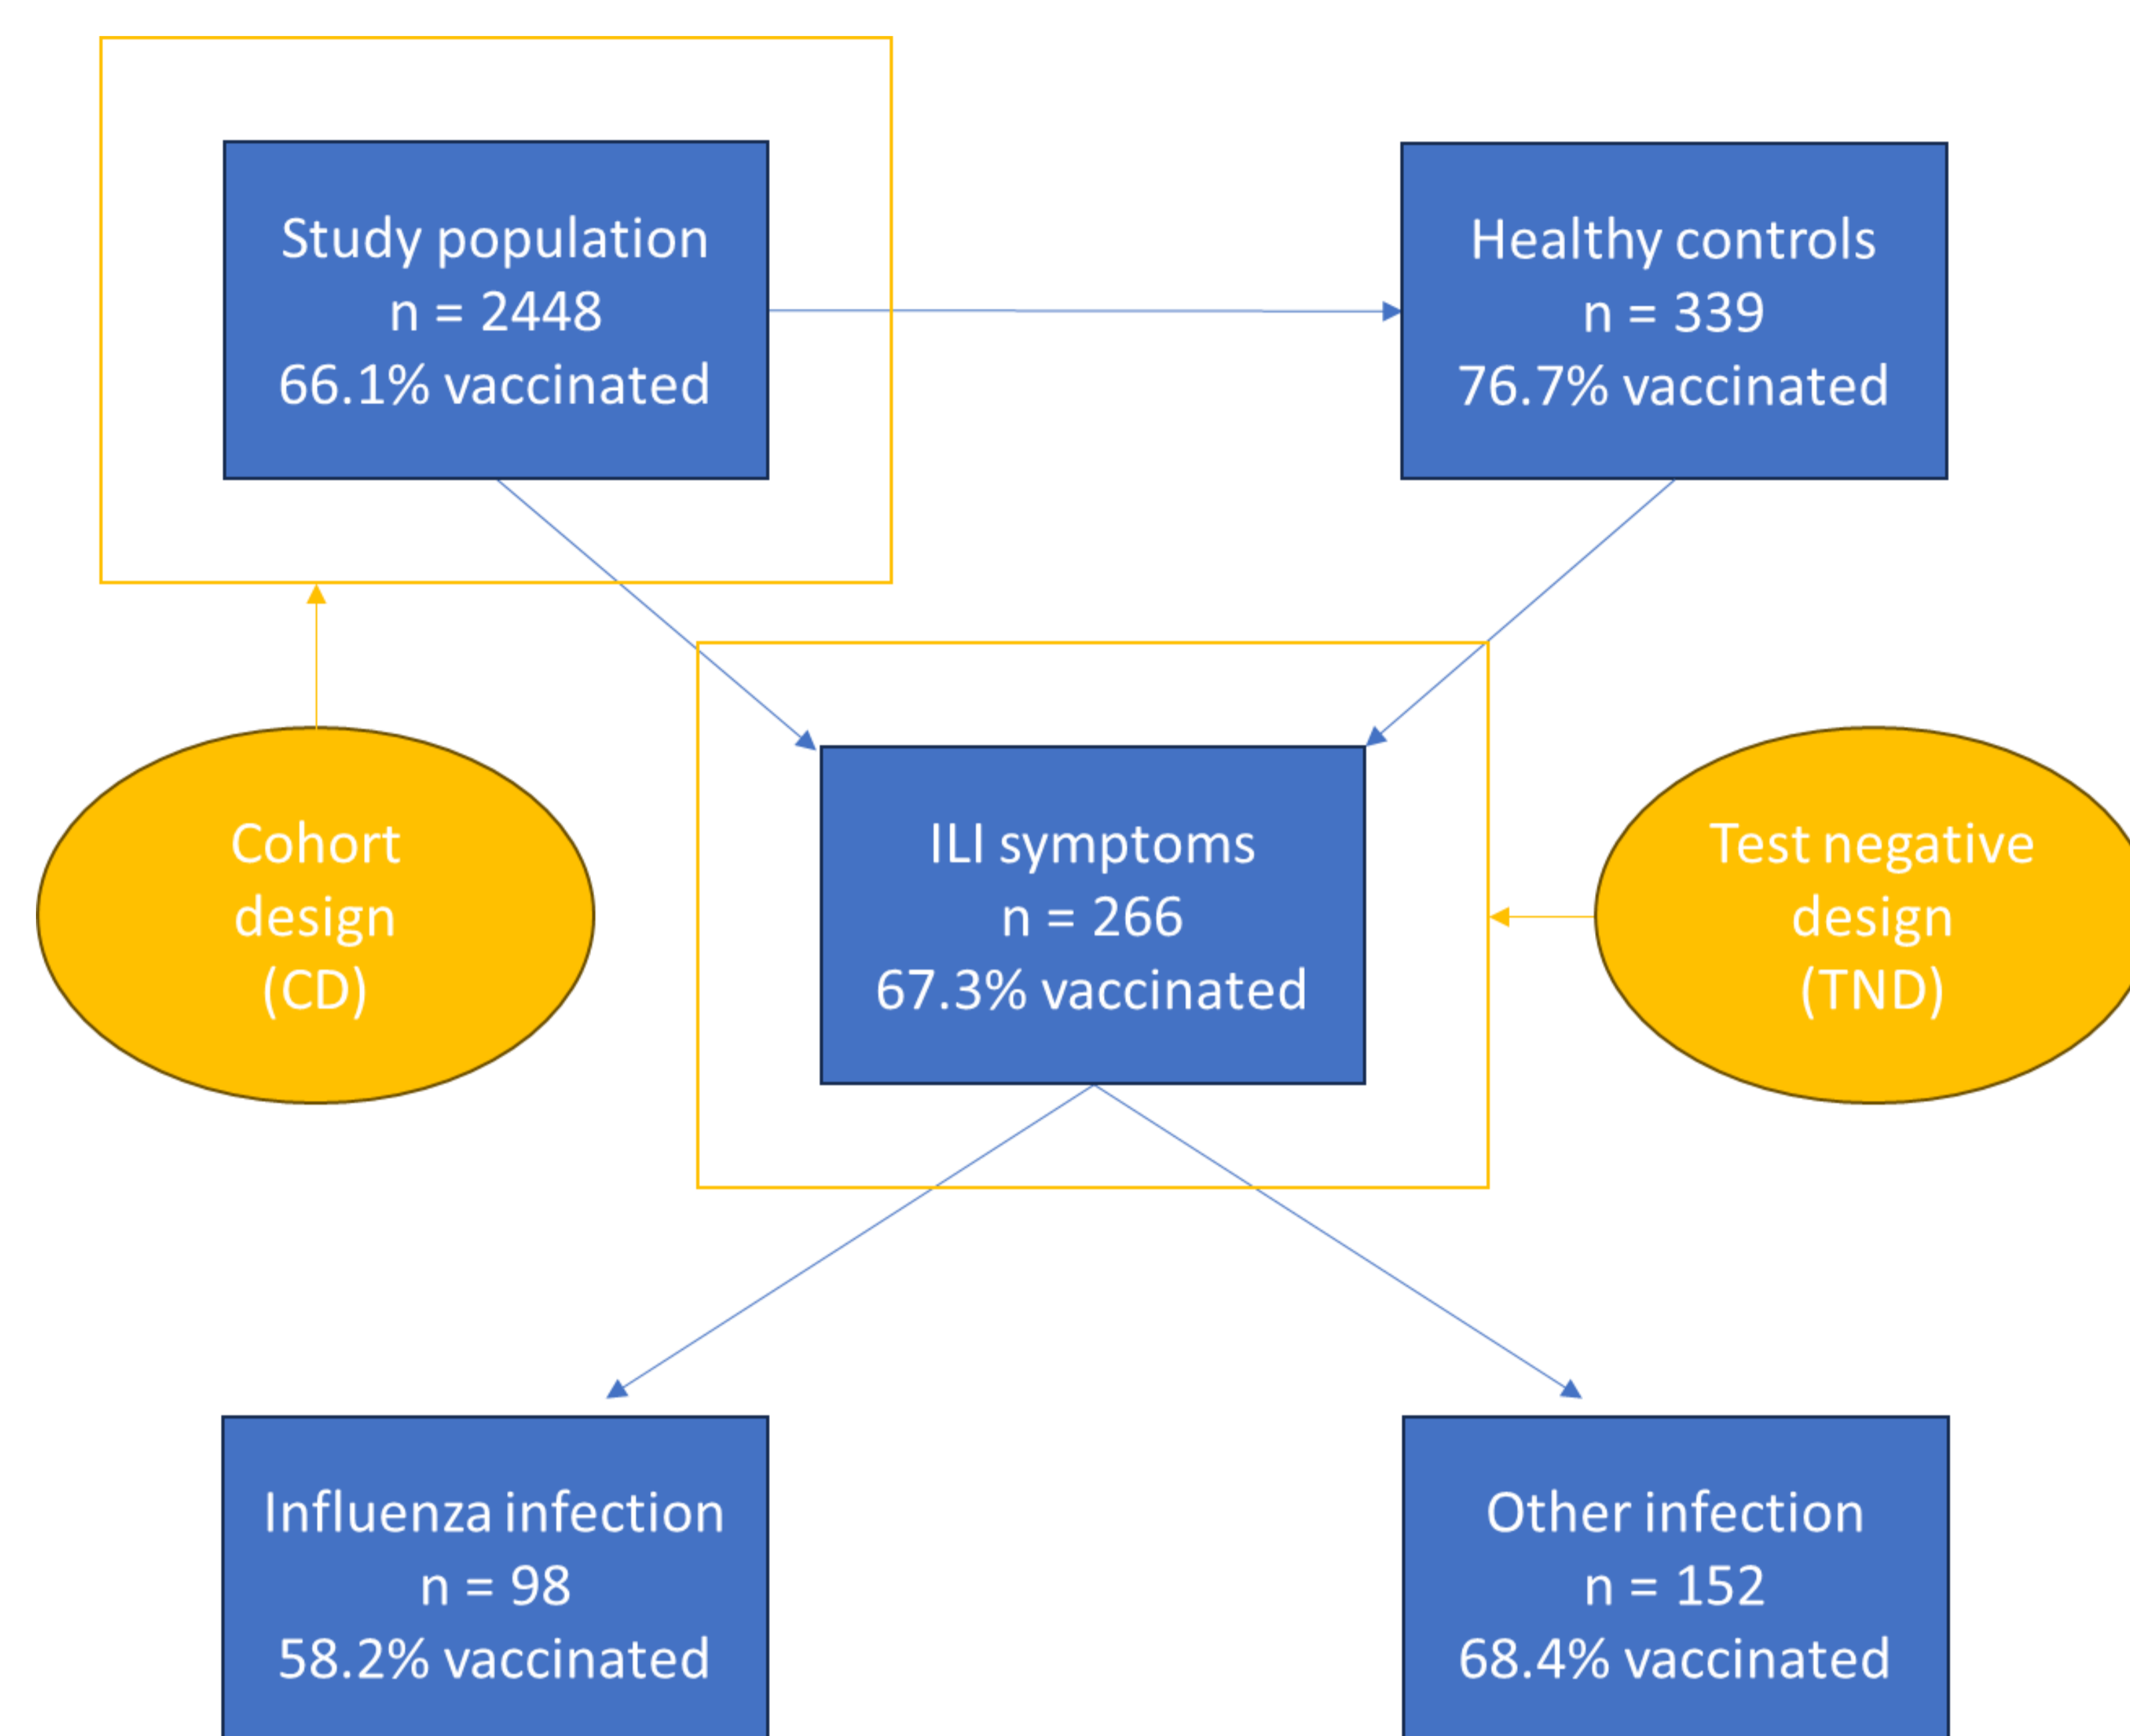 Study population
n = 2448
66.1% vaccinated
Healthy controls
n = 339
76.7% vaccinated
Cohort
design
(CD)
ILI symptoms
n = 266
67.3% vaccinated
Test negative
design
(TND)
Influenza infection
n = 98
58.2% vaccinated
Other infection
n = 152
68.4% vaccinated